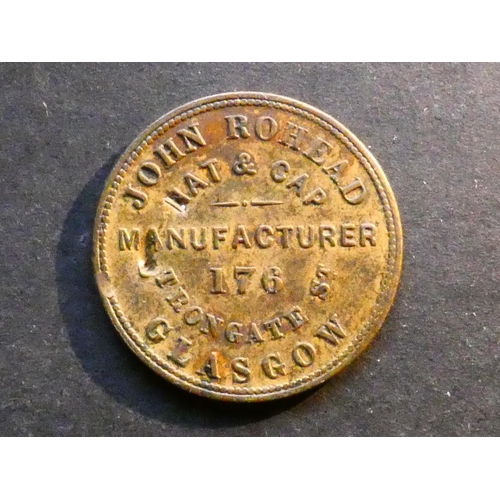 JOHN ROHEAD
HAT & CAP
MANUFACTURER
176
TRONGATE St
GLASGOW